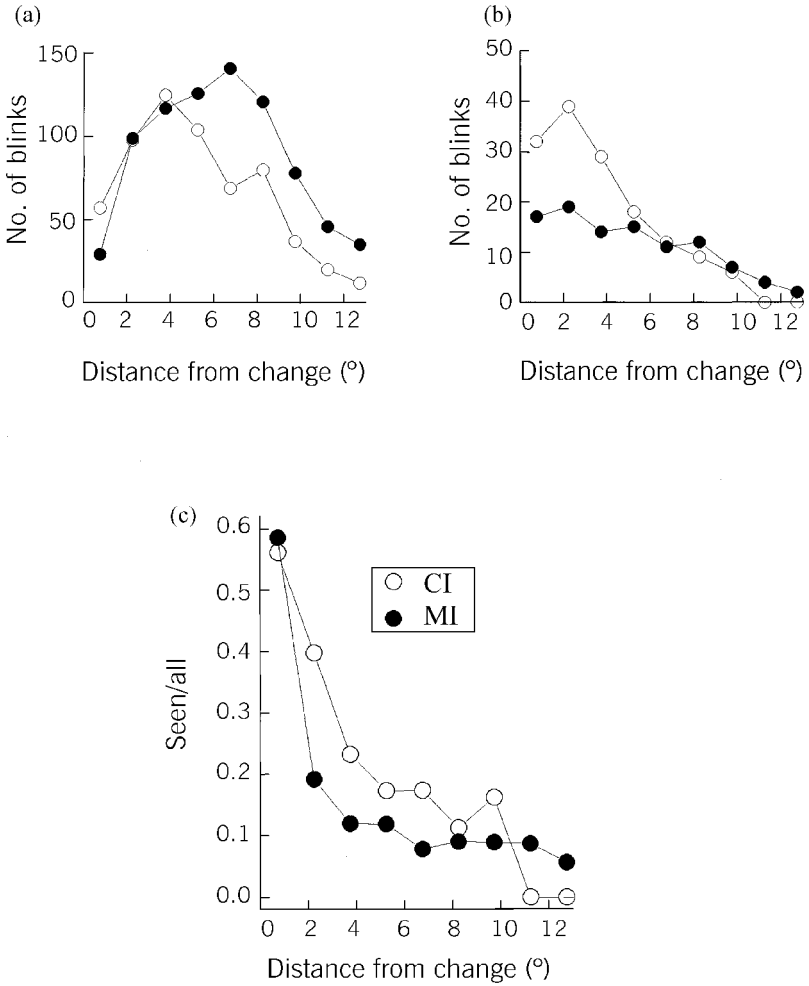 (a)
150
100
50
0
No. of blinks
0 2 4 6 8 10 12
Distance from change (º)
(b)
50
40
30
20
10
0
No. of blinks
0 2 4 6 8 10 12
Distance from change (º)
(c)
0.6
0.5
0.4
0.3
0.2
0.1
0.0
Seen/all
CI
MI
0 2 4 6 8 10 12
Distance from change (º)